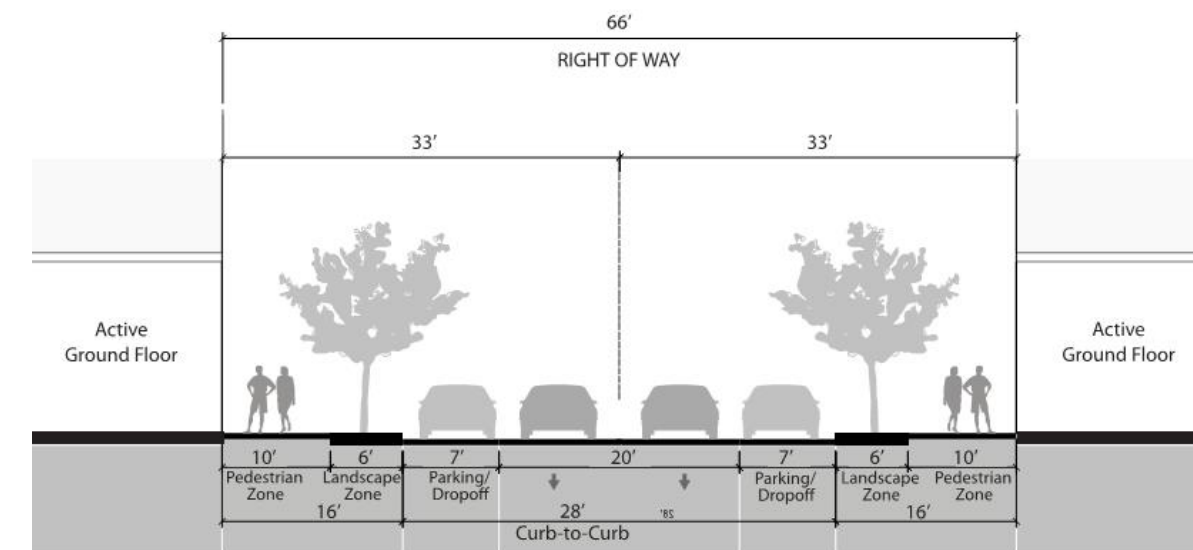 66'
RIGHT OF WAY
33' 33'
Active
Ground Floor
Active
Ground Floor
10' 6' 7' 20' 7' 6' 10'
Pedestrian
Zone
Landscape
Zone
Parking/
Dropoff
Parking/
Dropoff
Landscape
Zone
Pedestrian
Zone
16' 28' 28' 16'
Curb-to-Curb